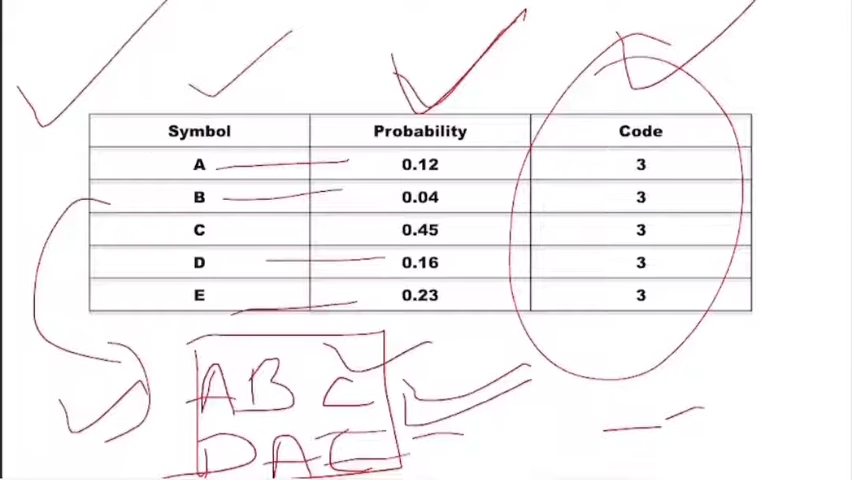 Symbol Probability Code
A 0.12 3
B 0.04 3
C 0.45 3
D 0.16 3
E 0.23 3
ABC
DAE